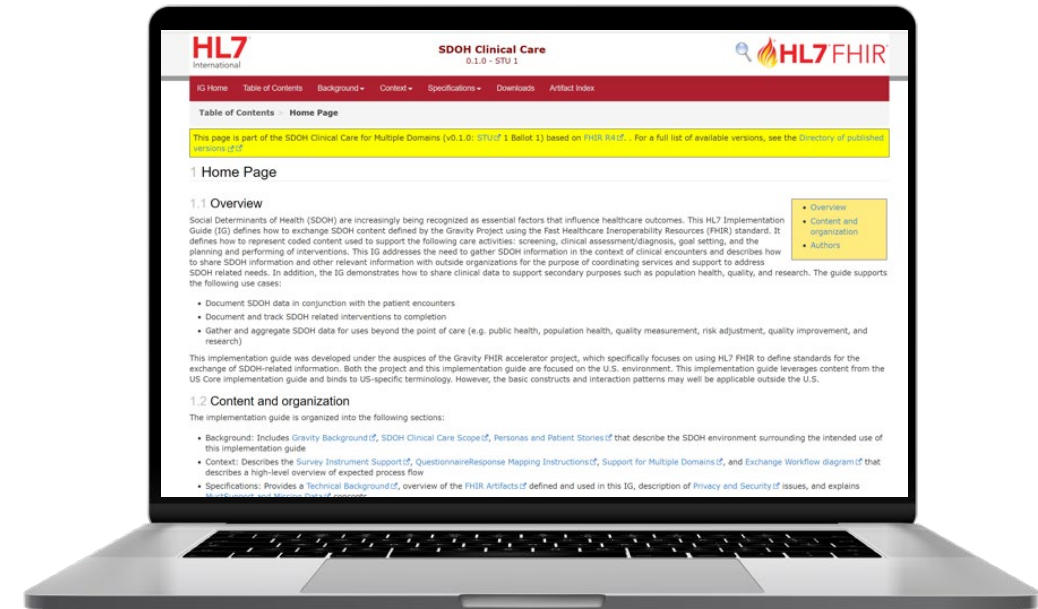 HL7
International
SDOH Clinical Care
0.1.0 - STU 1
HL7 FHIR
IG Home Table of Contents Background Context Specifications Downloads Artifact Index
Table of Contents > Home Page
This page is part of the SDOH Clinical Care for Multiple Domains (v0.1.0: STU 1 Ballot 1) based on FHIR R4. . For a full list of available versions, see the Directory of published
versions
1 Home Page
1.1 Overview
Social Determinants of Health (SDOH) are increasingly being recognized as essential factors that influence healthcare outcomes. This HL7 Implementation
Guide (IG) defines how to exchange SDOH content defined by the Gravity Project using the Fast Healthcare Ineroperability Resources (FHIR) standard. It
defines how to represent coded content used to support the following care activities: screening, clinical assessment/diagnosis, goal setting, and the
planning and performing of interventions. This IG addresses the need to gather SDOH information in the context of clinical encounters and describes how
to share SDOH information and other relevant information with outside organizations for the purpose of coordinating services and support to address
SDOH related needs. In addition, the IG demonstrates how to share clinical data to support secondary purposes such as population health, quality, and research. The guide supports
the following use cases:
• Overview
• Content and
organization
• Authors
• Document SDOH data in conjunction with the patient encounters
• Document and track SDOH related interventions to completion
• Gather and aggregate SDOH data for uses beyond the point of care (e.g. public health, population health, quality measurement, risk adjustment, quality improvement, and
research)
This implementation guide was developed under the auspices of the Gravity FHIR accelerator project, which specifically focuses on using HL7 FHIR to define standards for the
exchange of SDOH-related information. Both the project and this implementation guide are focused on the U.S. environment. This implementation guide leverages content from the
US Core implementation guide and binds to US-specific terminology. However, the basic constructs and interaction patterns may well be applicable outside the U.S.
1.2 Content and organization
The implementation guide is organized into the following sections:
• Background: Includes Gravity Background, SDOH Clinical Care Scope, Personas and Patient Stories that describe the SDOH environment surrounding the intended use of
this implementation guide
• Context: Describes the Survey Instrument Support, QuestionnaireResponse Mapping Instructions, Support for Multiple Domains, and Exchange Workflow diagram that
describes a high-level overview of expected process flow
• Specifications: Provides a Technical Background, overview of the FHIR Artifacts defined and used in this IG, description of Privacy and Security issues, and explains
MustSupport and Missing Data concepts